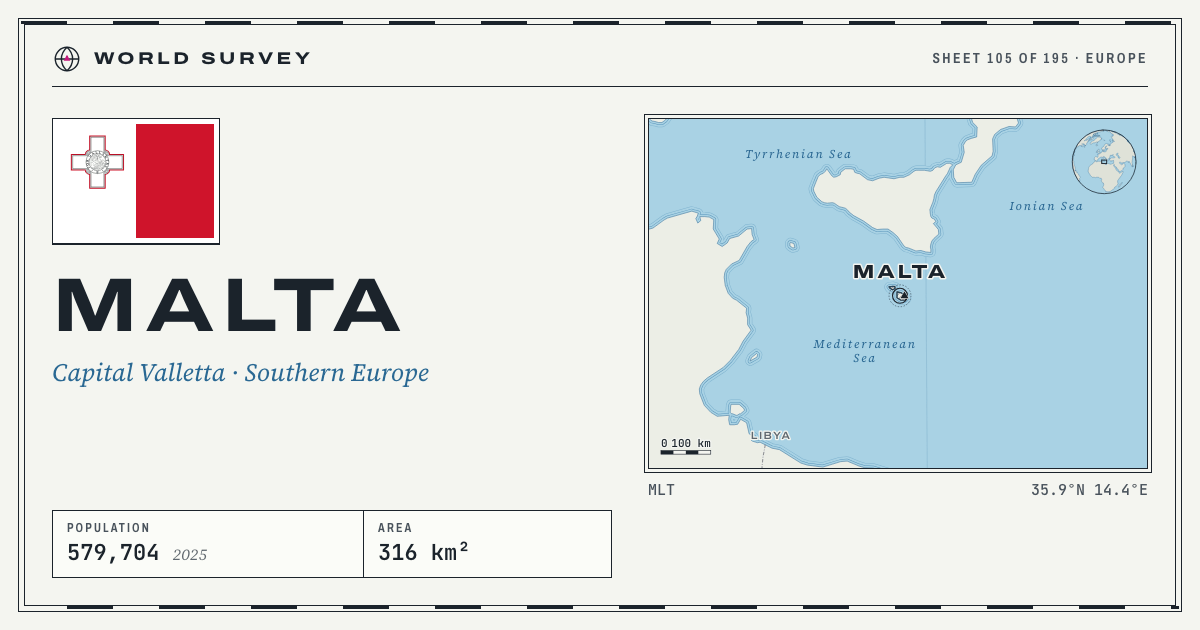 WORLD SURVEY
SHEET 105 OF 195 · EUROPE
MALTA
Capital Valletta · Southern Europe
POPULATION
579,704 2025
AREA
316 km²
Tyrrhenian Sea
Ionian Sea
MALTA
Mediterranean
Sea
LIBYA
0 100 km
MLT
35.9°N 14.4°E